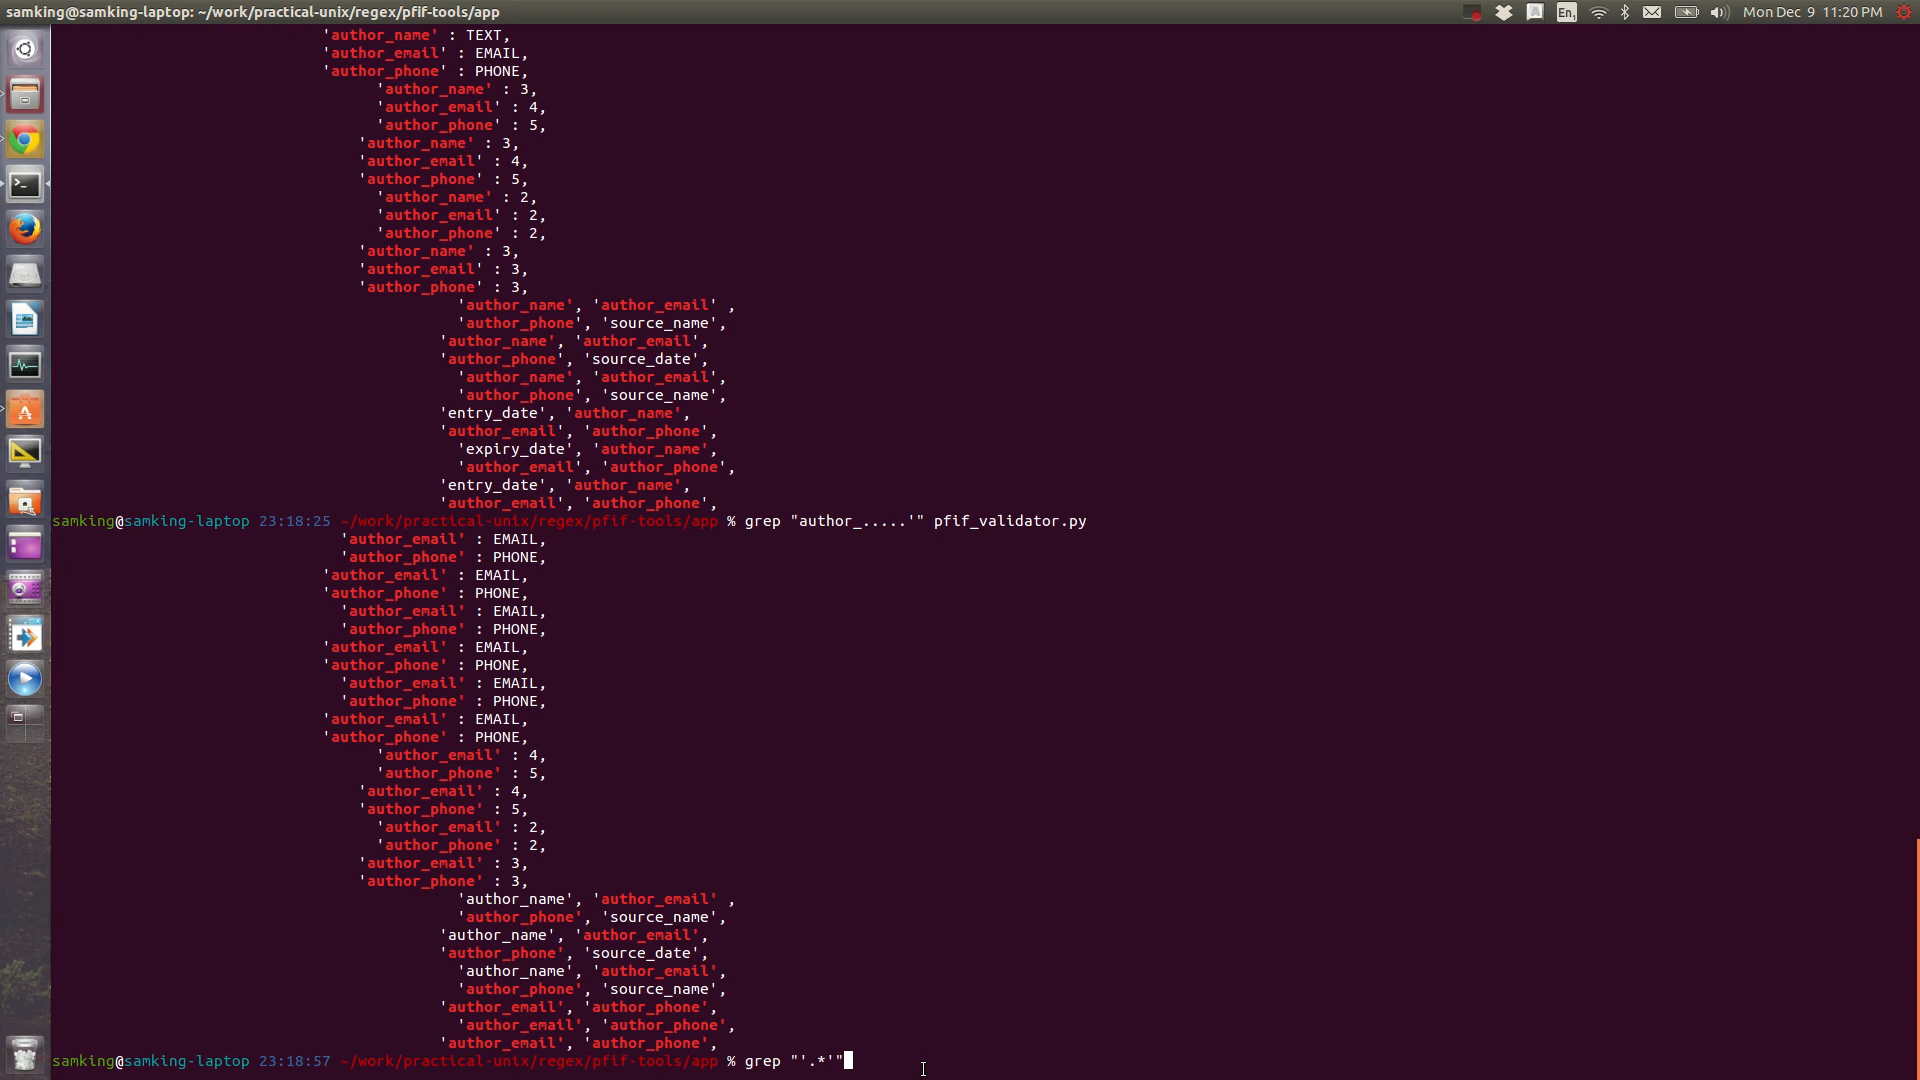 samking@samking-laptop: ~/work/practical-unix/regex/pfif-tools/app En1 Mon Dec 9 11:20 PM
'author_name' : TEXT,
'author_email' : EMAIL,
'author_phone' : PHONE,
'author_name' : 3,
'author_email' : 4,
'author_phone' : 5,
'author_name' : 3,
'author_email' : 4,
'author_phone' : 5,
'author_name' : 2,
'author_email' : 2,
'author_phone' : 2,
'author_name' : 3,
'author_email' : 3,
'author_phone' : 3,
'author_name', 'author_email' ,
'author_phone', 'source_name',
'author_name', 'author_email',
'author_phone', 'source_date',
'author_name', 'author_email',
'author_phone', 'source_name',
'entry_date', 'author_name',
'author_email', 'author_phone',
'expiry_date', 'author_name',
'author_email', 'author_phone',
'entry_date', 'author_name',
'author_email', 'author_phone',
samking@samking-laptop 23:18:25 ~/work/practical-unix/regex/pfif-tools/app % grep "author_.....'" pfif_validator.py
'author_email' : EMAIL,
'author_phone' : PHONE,
'author_email' : EMAIL,
'author_phone' : PHONE,
'author_email' : EMAIL,
'author_phone' : PHONE,
'author_email' : EMAIL,
'author_phone' : PHONE,
'author_email' : EMAIL,
'author_phone' : PHONE,
'author_email' : EMAIL,
'author_phone' : PHONE,
'author_email' : 4,
'author_phone' : 5,
'author_email' : 4,
'author_phone' : 5,
'author_email' : 2,
'author_phone' : 2,
'author_email' : 3,
'author_phone' : 3,
'author_name', 'author_email' ,
'author_phone', 'source_name',
'author_name', 'author_email',
'author_phone', 'source_date',
'author_name', 'author_email',
'author_phone', 'source_name',
'author_email', 'author_phone',
'author_email', 'author_phone',
'author_email', 'author_phone',
samking@samking-laptop 23:18:57 ~/work/practical-unix/regex/pfif-tools/app % grep "'.*'"